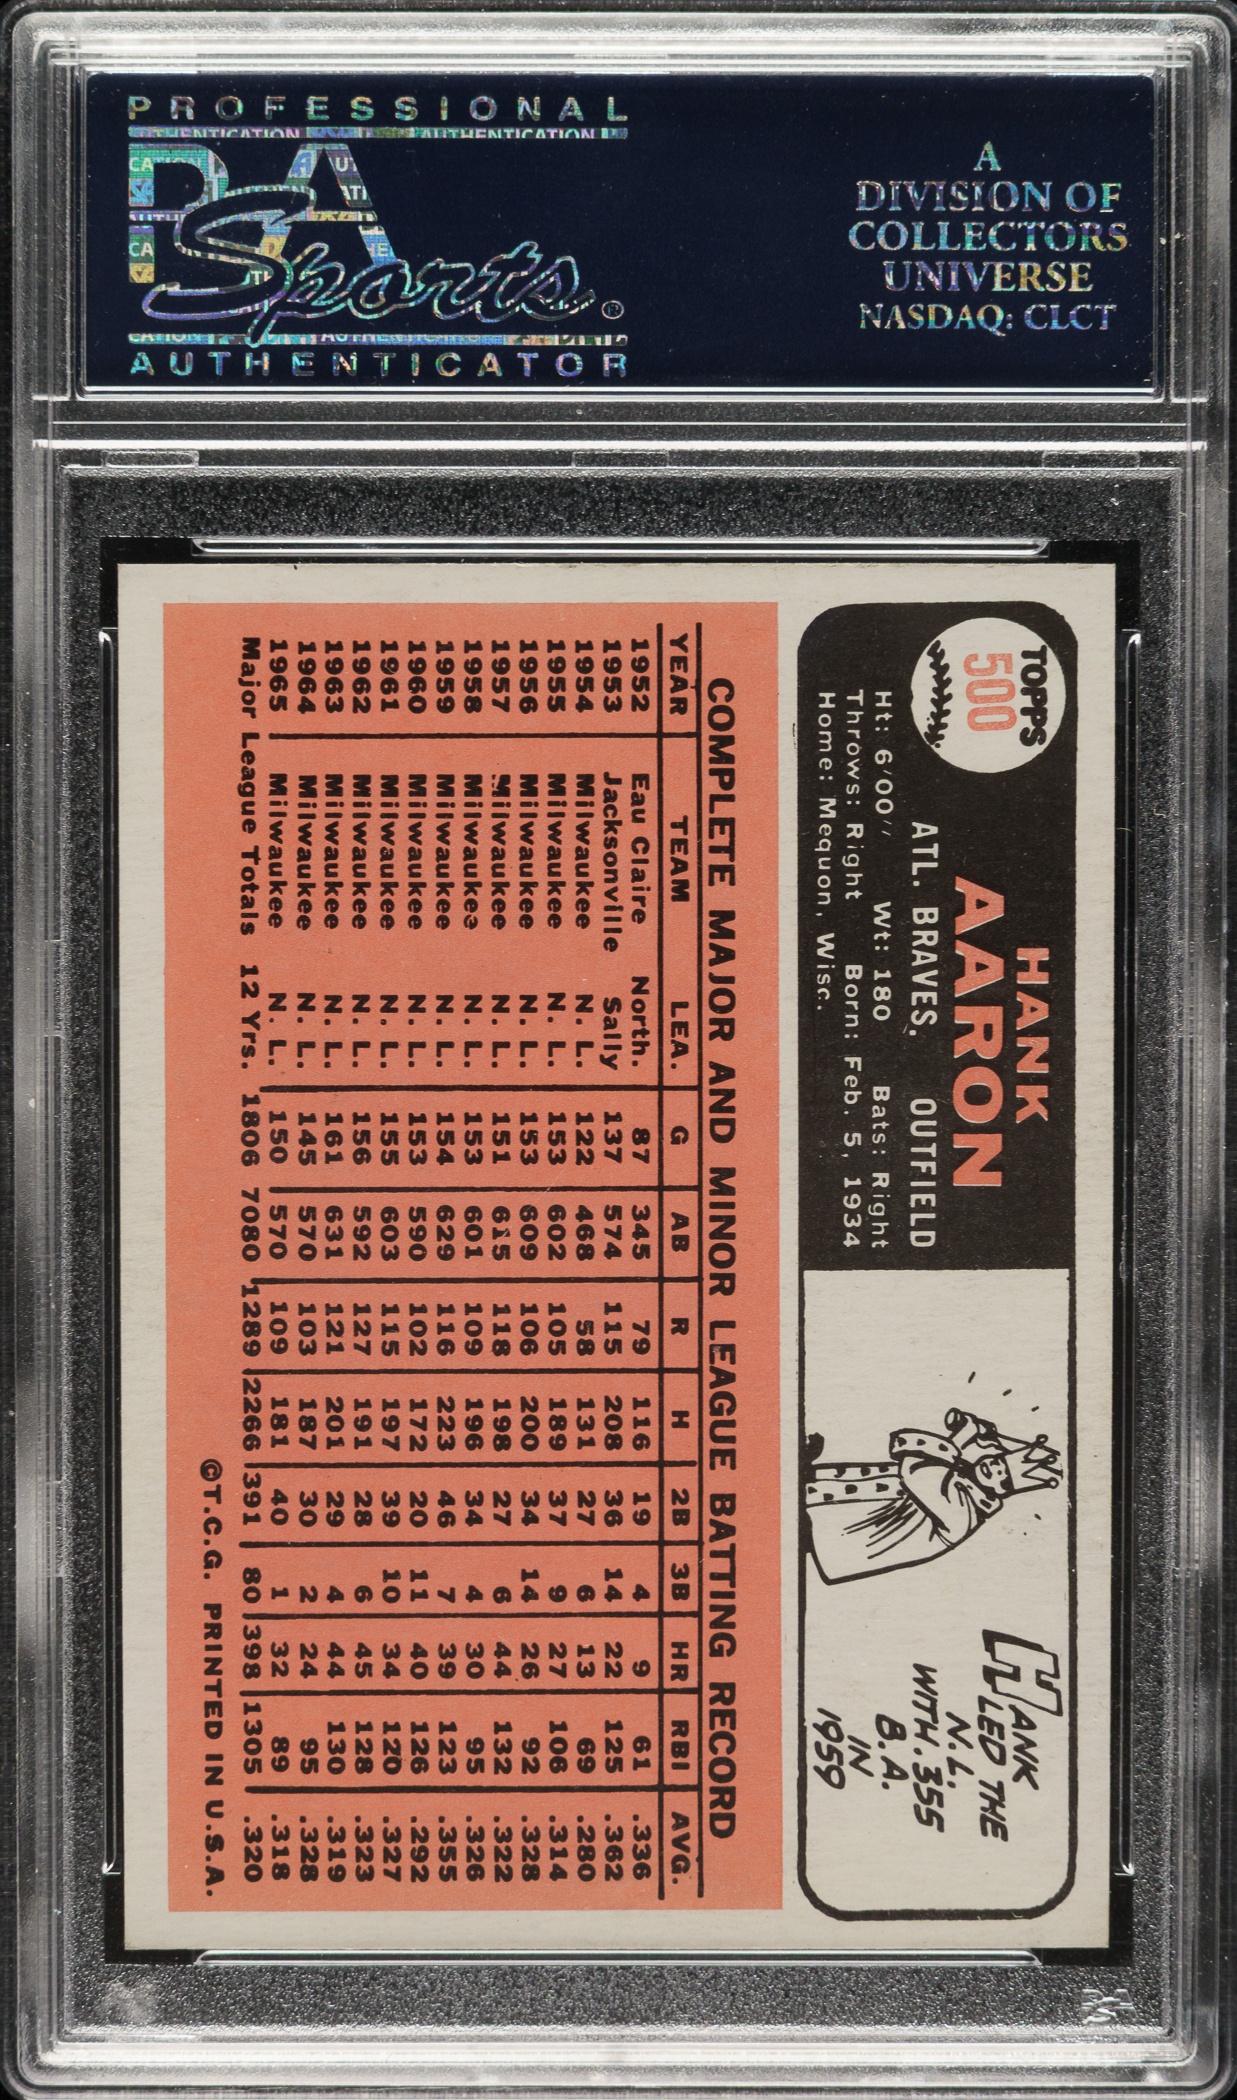 PROFESSIONAL
PSA
Sports®
AUTHENTICATOR
A
DIVISION OF
COLLECTORS
UNIVERSE
NASDAQ: CLCT
TOPPS
500
HANK
AARON
ATL. BRAVES. OUTFIELD
Ht: 6'00" Wt: 180 Bats: Right
Throws: Right Born: Feb. 5, 1934
Home: Mequon, Wisc.
HANK
LED THE
N.L.
WTH .355
B.A.
IN
1959
COMPLETE MAJOR AND MINOR LEAGUE BATTING RECORD
YEAR TEAM LEA. G AB R H 2B 3B HR RBI AVG.
1952 Eau Claire North. 87 345 79 116 19 4 9 61 .336
1953 Jacksonville Sally 137 574 115 208 36 14 22 125 .362
1954 Milwaukee N. L. 122 468 58 131 27 6 13 69 .280
1955 Milwaukee N. L. 153 602 105 189 37 9 27 106 .314
1956 Milwaukee N. L. 153 609 106 200 34 14 26 92 .328
1957 Milwaukee N. L. 151 615 118 198 27 6 44 132 .322
1958 Milwaukee N. L. 153 601 109 196 34 4 30 95 .326
1959 Milwaukee N. L. 154 629 116 223 46 7 39 123 .355
1960 Milwaukee N. L. 153 590 102 172 20 11 40 126 .292
1961 Milwaukee N. L. 155 603 115 197 39 10 34 120 .327
1962 Milwaukee N. L. 156 592 127 191 28 6 45 128 .323
1963 Milwaukee N. L. 161 631 121 201 29 4 44 130 .319
1964 Milwaukee N. L. 145 570 103 187 30 2 24 95 .328
1965 Milwaukee N. L. 150 570 109 181 40 1 32 89 .318
Major League Totals 12 Yrs. 1806 7080 1289 2266 391 80 398 1305 .320
©T.C.G. PRINTED IN U.S.A.